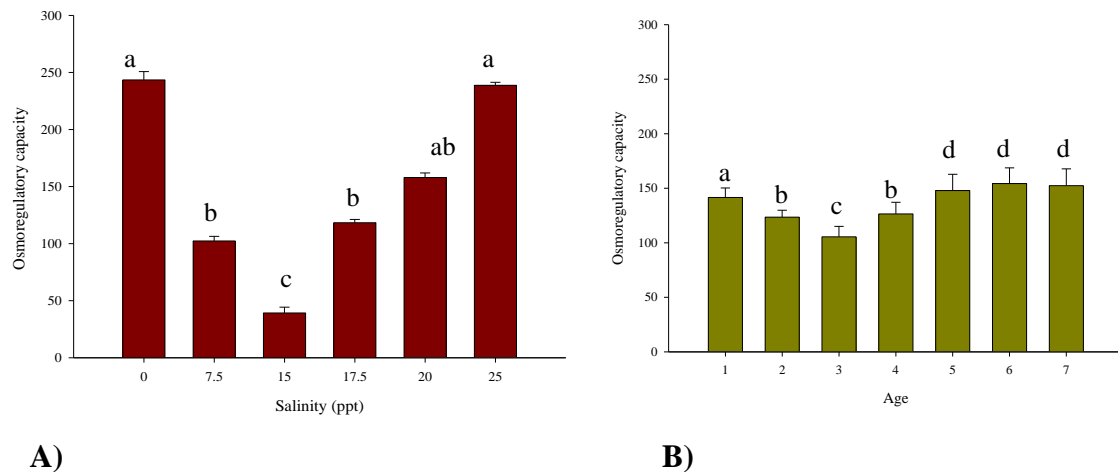 300
250
200
150
100
50
0
Osmoregulatory capacity
a
b
c
b
ab
a
0 7.5 15 17.5 20 25
Salinity (ppt)
A)
300
250
200
150
100
50
0
Osmoregulatory capacity
a
b
c
b
d
d
d
1 2 3 4 5 6 7
Age
B)